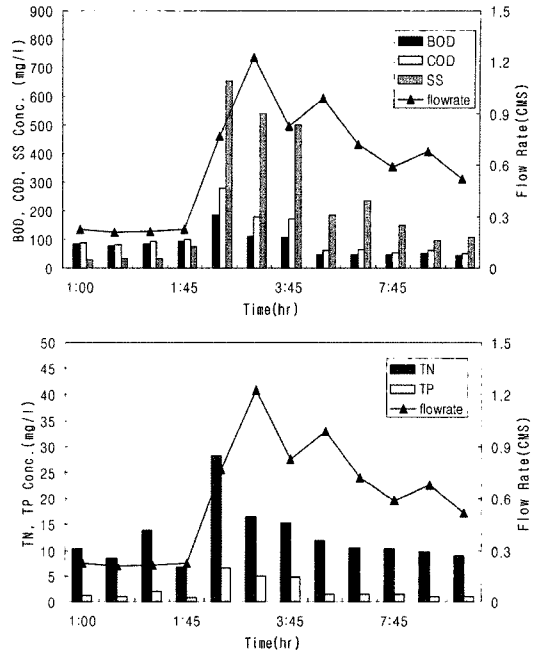 900
800
700
600
500
400
300
200
100
0
BOD, COD, SS Conc. (mg/l)
1.5
1.2
0.9
0.6
0.3
0
Flow Rate(CMS)
BOD
COD
SS
flowrate
1:00 1:45 3:45 7:45
Time(hr)
50
45
40
35
30
25
20
15
10
5
0
TN, TP Conc.(mg/l)
1.5
1.2
0.9
0.6
0.3
0
Flow Rate(CMS)
TN
TP
flowrate
1:00 1:45 3:45 7:45
Time(hr)